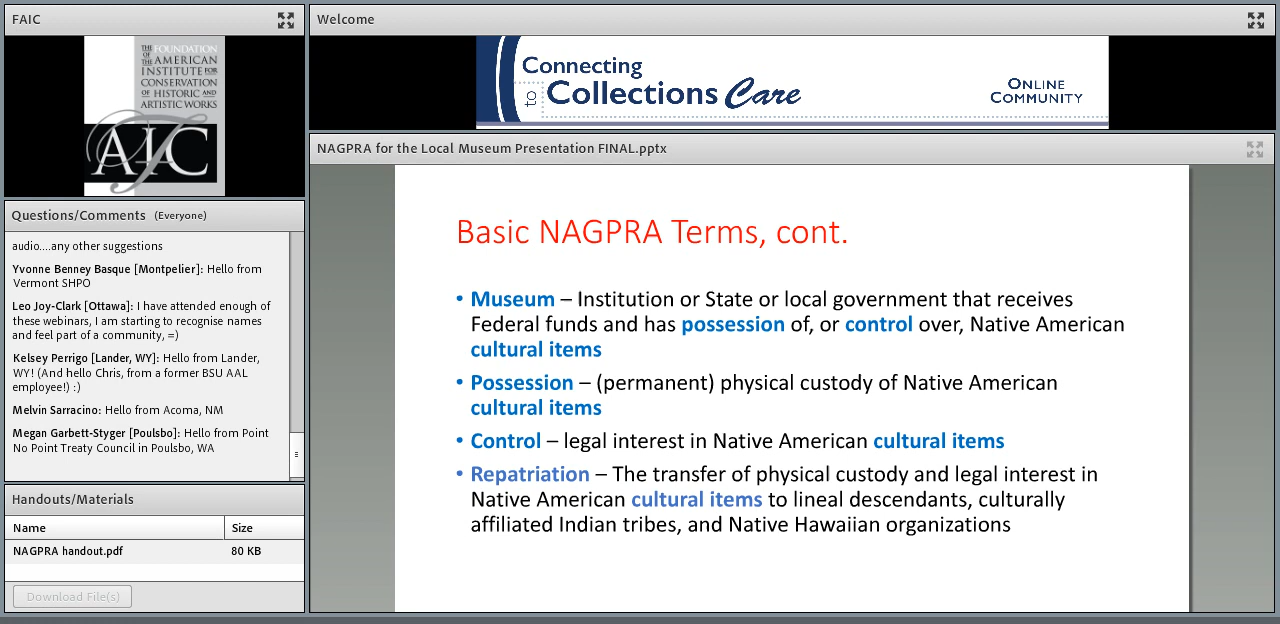 FAIC
THE FOUNDATION
OF THE AMERICAN
INSTITUTE FOR
CONSERVATION
OF HISTORIC AND
ARTISTIC WORKS
AIC
Questions/Comments (Everyone)
audio....any other suggestions
Yvonne Benney Basque [Montpelier]: Hello from
Vermont SHPO
Leo Joy-Clark [Ottawa]: I have attended enough of
these webinars, I am starting to recognise names
and feel part of a community, =)
Kelsey Perrigo [Lander, WY]: Hello from Lander,
WY! (And hello Chris, from a former BSU AAL
employee!) :)
Melvin Sarracino: Hello from Acoma, NM
Megan Garbett-Styger [Poulsbo]: Hello from Point
No Point Treaty Council in Poulsbo, WA
Handouts/Materials
Name Size
NAGPRA handout.pdf 80 KB
Download File(s)
Welcome
Connecting
to Collections Care
ONLINE
COMMUNITY
NAGPRA for the Local Museum Presentation FINAL.pptx
Basic NAGPRA Terms, cont.
• Museum – Institution or State or local government that receives
Federal funds and has possession of, or control over, Native American
cultural items
• Possession – (permanent) physical custody of Native American
cultural items
• Control – legal interest in Native American cultural items
• Repatriation – The transfer of physical custody and legal interest in
Native American cultural items to lineal descendants, culturally
affiliated Indian tribes, and Native Hawaiian organizations